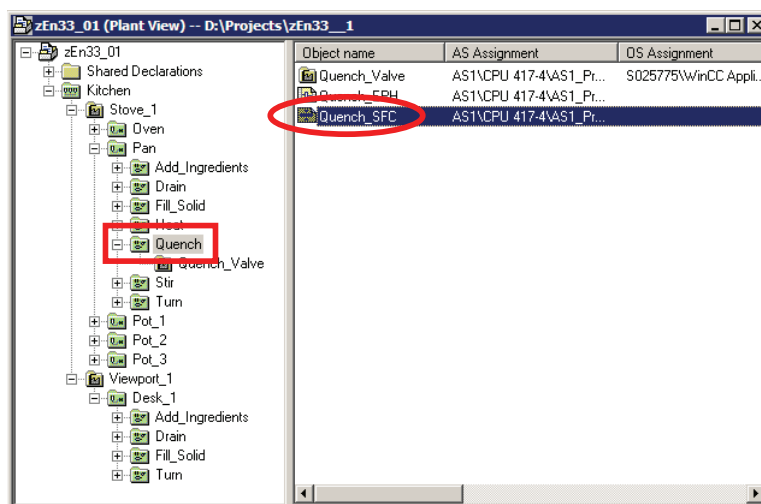 zEn33_01 (Plant View) -- D:\Projects\zEn33__1
zEn33_01
Shared Declarations
Kitchen
Stove_1
Oven
Pan
Add_Ingredients
Drain
Fill_Solid
Heat
Quench
Quench_Valve
Stir
Turn
Pot_1
Pot_2
Pot_3
Viewport_1
Desk_1
Add_Ingredients
Drain
Fill_Solid
Turn
Object name AS Assignment OS Assignment
Quench_Valve AS1\CPU 417-4\AS1_Pr... S025775\WinCC Appli..
Quench_EPH AS1\CPU 417-4\AS1_Pr...
Quench_SFC AS1\CPU 417-4\AS1_Pr...